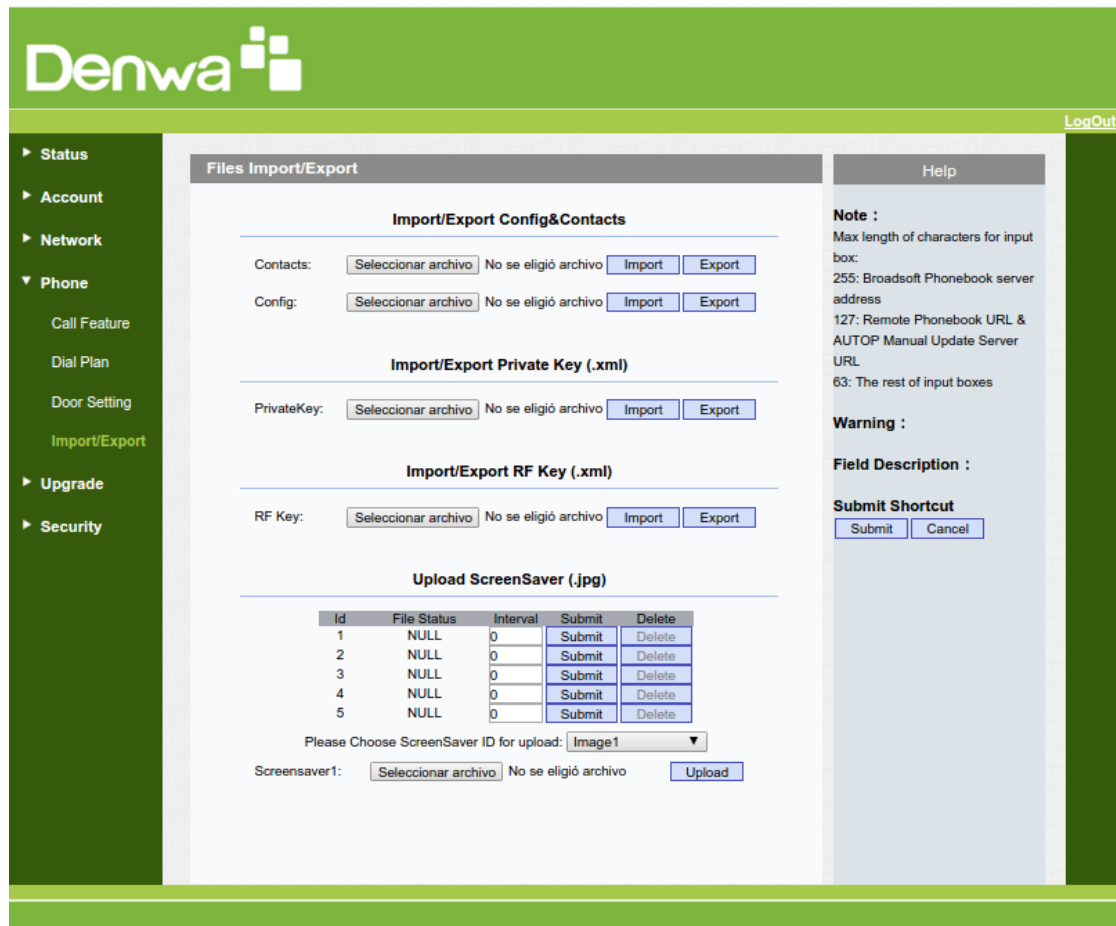 Denwa
LogOut
Status
Account
Network
Phone
Call Feature
Dial Plan
Door Setting
Import/Export
Upgrade
Security
Files Import/Export
Import/Export Config&Contacts
Contacts: Seleccionar archivo No se eligió archivo Import Export
Config: Seleccionar archivo No se eligió archivo Import Export
Import/Export Private Key (.xml)
PrivateKey: Seleccionar archivo No se eligió archivo Import Export
Import/Export RF Key (.xml)
RF Key: Seleccionar archivo No se eligió archivo Import Export
Upload ScreenSaver (.jpg)
Id File Status Interval Submit Delete
1 NULL 0 Submit Delete
2 NULL 0 Submit Delete
3 NULL 0 Submit Delete
4 NULL 0 Submit Delete
5 NULL 0 Submit Delete
Please Choose ScreenSaver ID for upload: Image1
Screensaver1: Seleccionar archivo No se eligió archivo Upload
Help
Note :
Max length of characters for input
box:
255: Broadsoft Phonebook server
address
127: Remote Phonebook URL &
AUTOP Manual Update Server
URL
63: The rest of input boxes
Warning :
Field Description :
Submit Shortcut
Submit Cancel